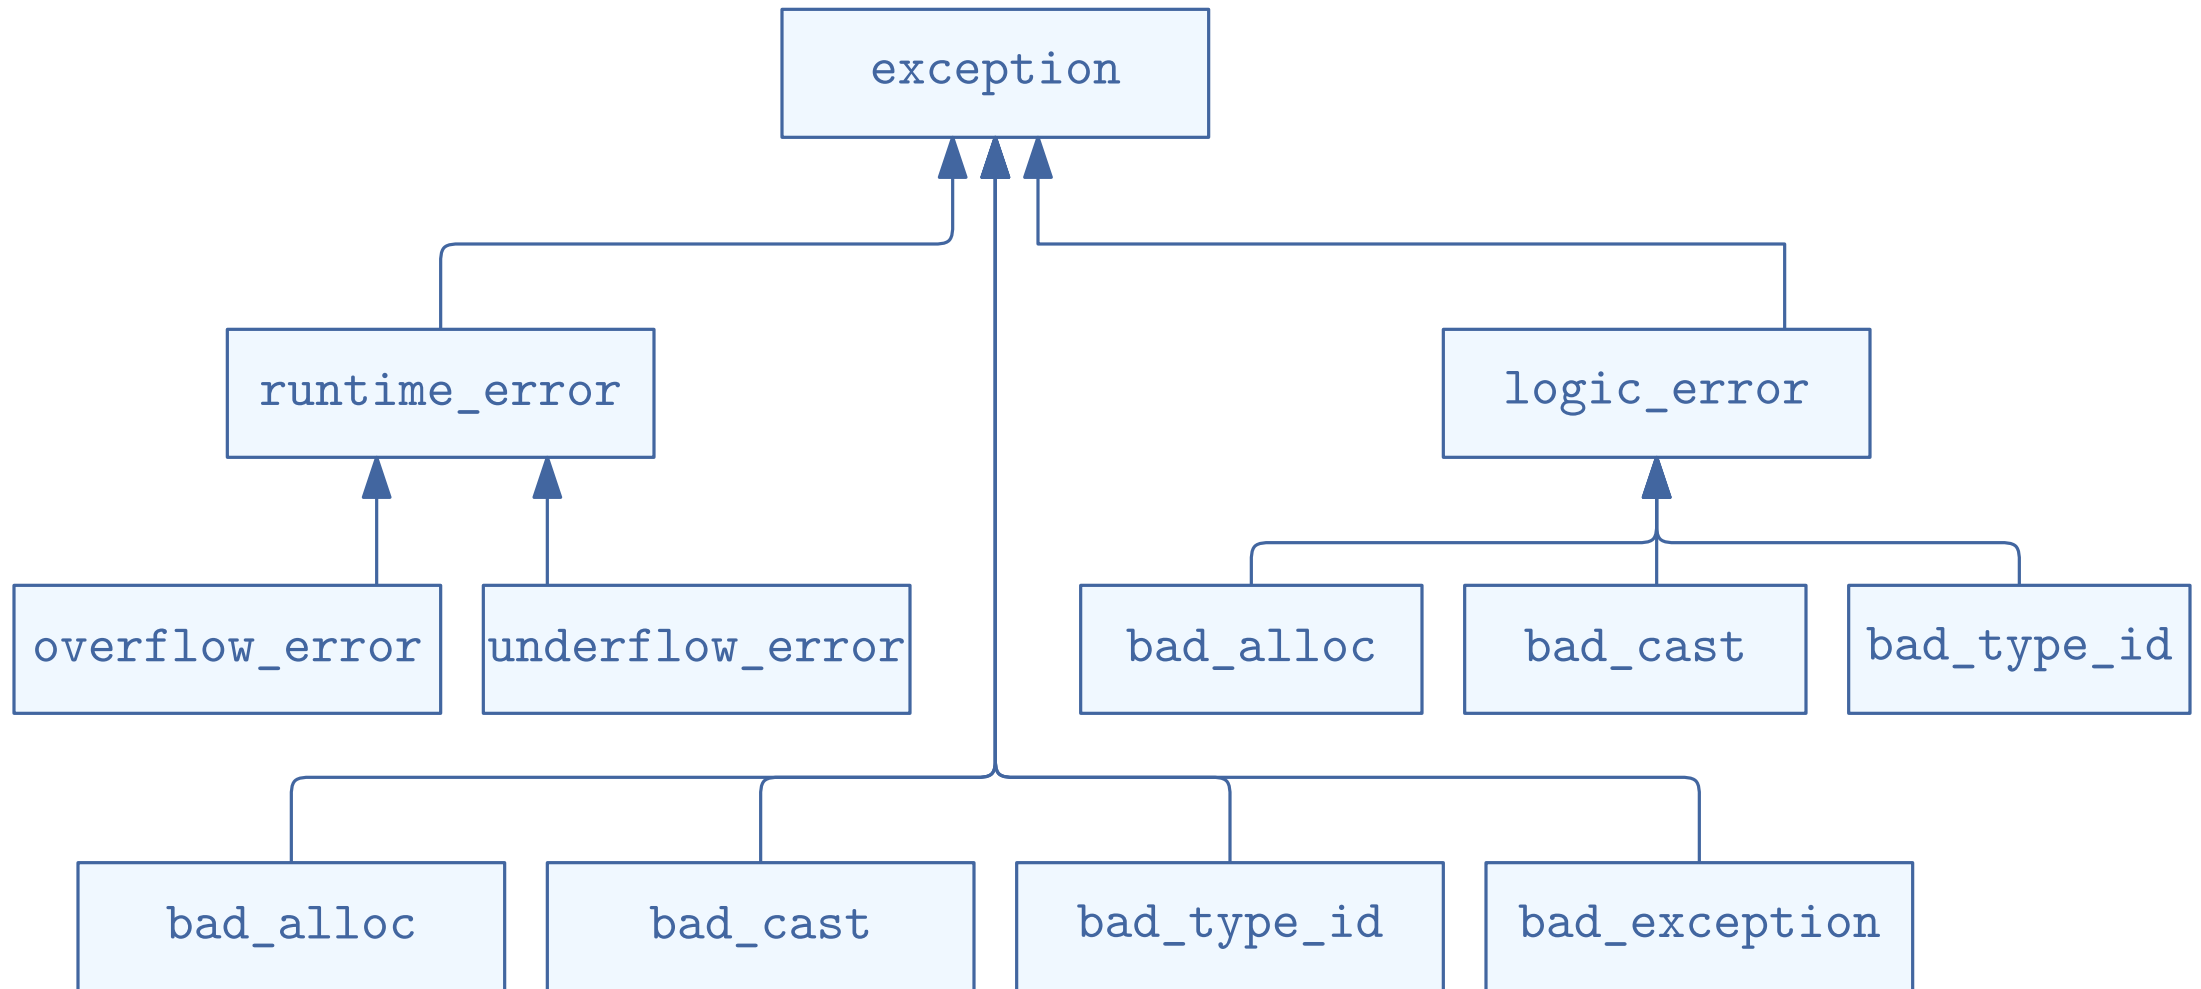 exception
runtime_error
logic_error
overflow_error
underflow_error
bad_alloc
bad_cast
bad_type_id
bad_alloc
bad_cast
bad_type_id
bad_exception